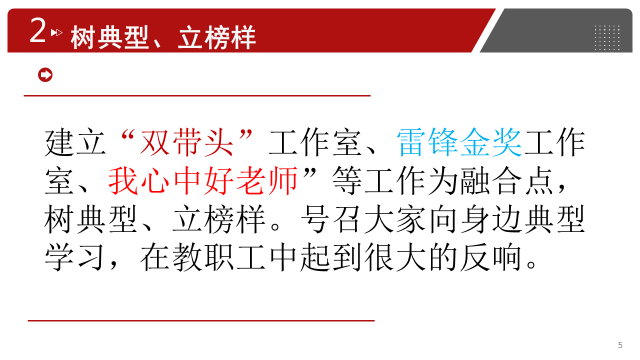 2 树典型、立榜样
建立“双带头”工作室、雷锋金奖工作
室、我心中好老师”等工作为融合点，
树典型、立榜样。号召大家向身边典型
学习，在教职工中起到很大的反响。
5